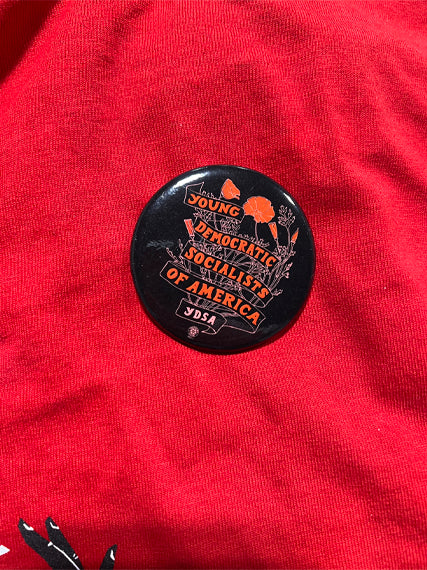 YOUNG
DEMOCRATIC
SOCIALISTS
OF AMERICA
YDSA